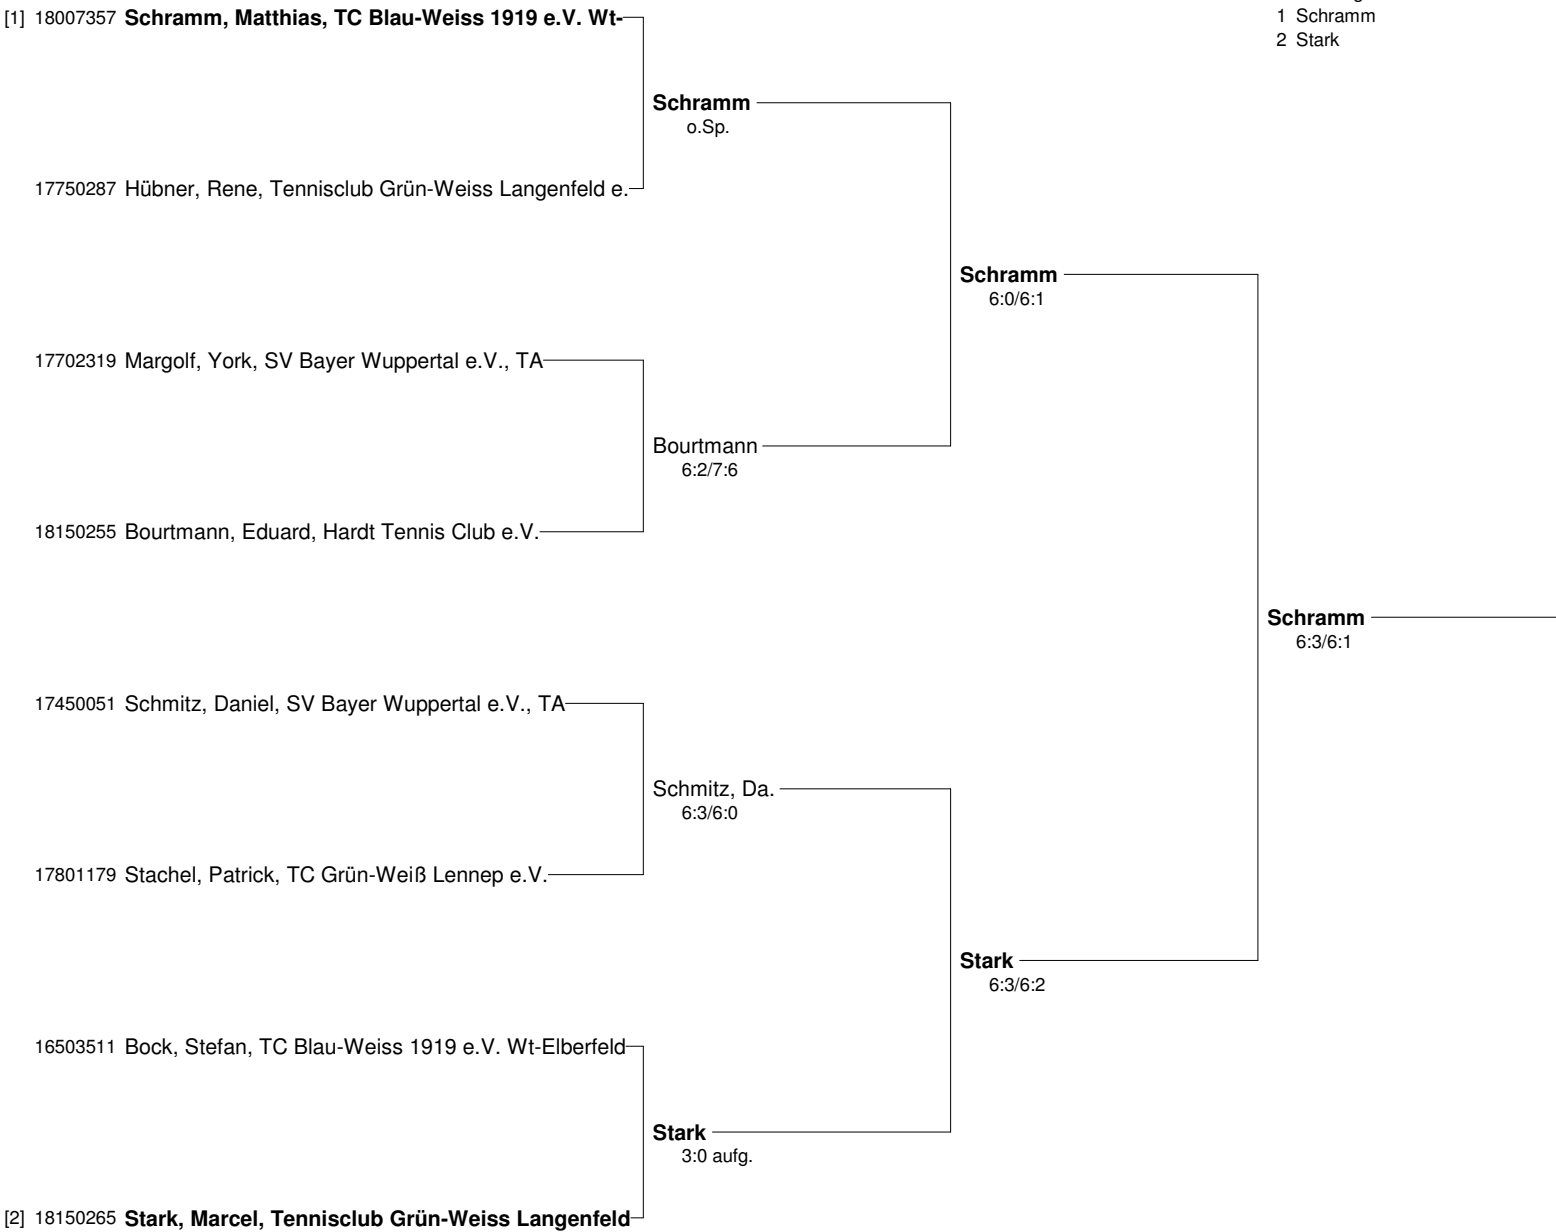 [1] 18007357 Schramm, Matthias, TC Blau-Weiss 1919 e.V. Wt-
1 Schramm
2 Stark
Schramm
o.Sp.
17750287 Hübner, Rene, Tennisclub Grün-Weiss Langenfeld e.
Schramm
6:0/6:1
17702319 Margolf, York, SV Bayer Wuppertal e.V., TA
Bourtmann
6:2/7:6
18150255 Bourtmann, Eduard, Hardt Tennis Club e.V.
Schramm
6:3/6:1
17450051 Schmitz, Daniel, SV Bayer Wuppertal e.V., TA
Schmitz, Da.
6:3/6:0
17801179 Stachel, Patrick, TC Grün-Weiß Lennep e.V.
Stark
6:3/6:2
16503511 Bock, Stefan, TC Blau-Weiss 1919 e.V. Wt-Elberfeld
Stark
3:0 aufg.
[2] 18150265 Stark, Marcel, Tennisclub Grün-Weiss Langenfeld